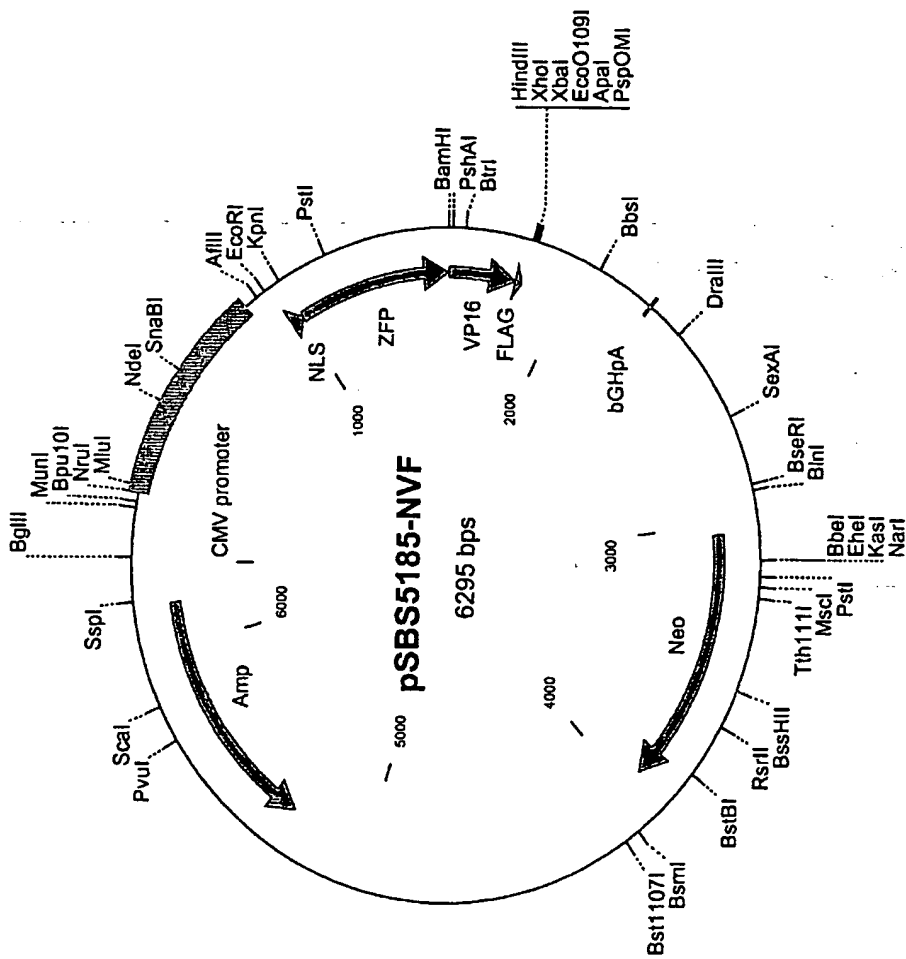 BglII
MunI
Bpu10I
NruI
MluI
NdeI
SnaBI
AflII
EcoRI
KpnI
PstI
BamHI
PshAI
BtrI
HindIII
XhoI
XbaI
EcoO109I
ApaI
PspOMI
BbsI
DraIII
SexAI
BseRI
BlnI
BbeI
EheI
KasI
NarI
PstI
MscI
Tth111I
BssHII
RsrII
BstBI
BsmI
Bst1107I
PvuI
ScaI
SspI
CMV promoter
NLS
ZFP
VP16
FLAG
bGHpA
Neo
Amp
1000
2000
3000
4000
5000
6000
pSBS5185-NVF
6295 bps